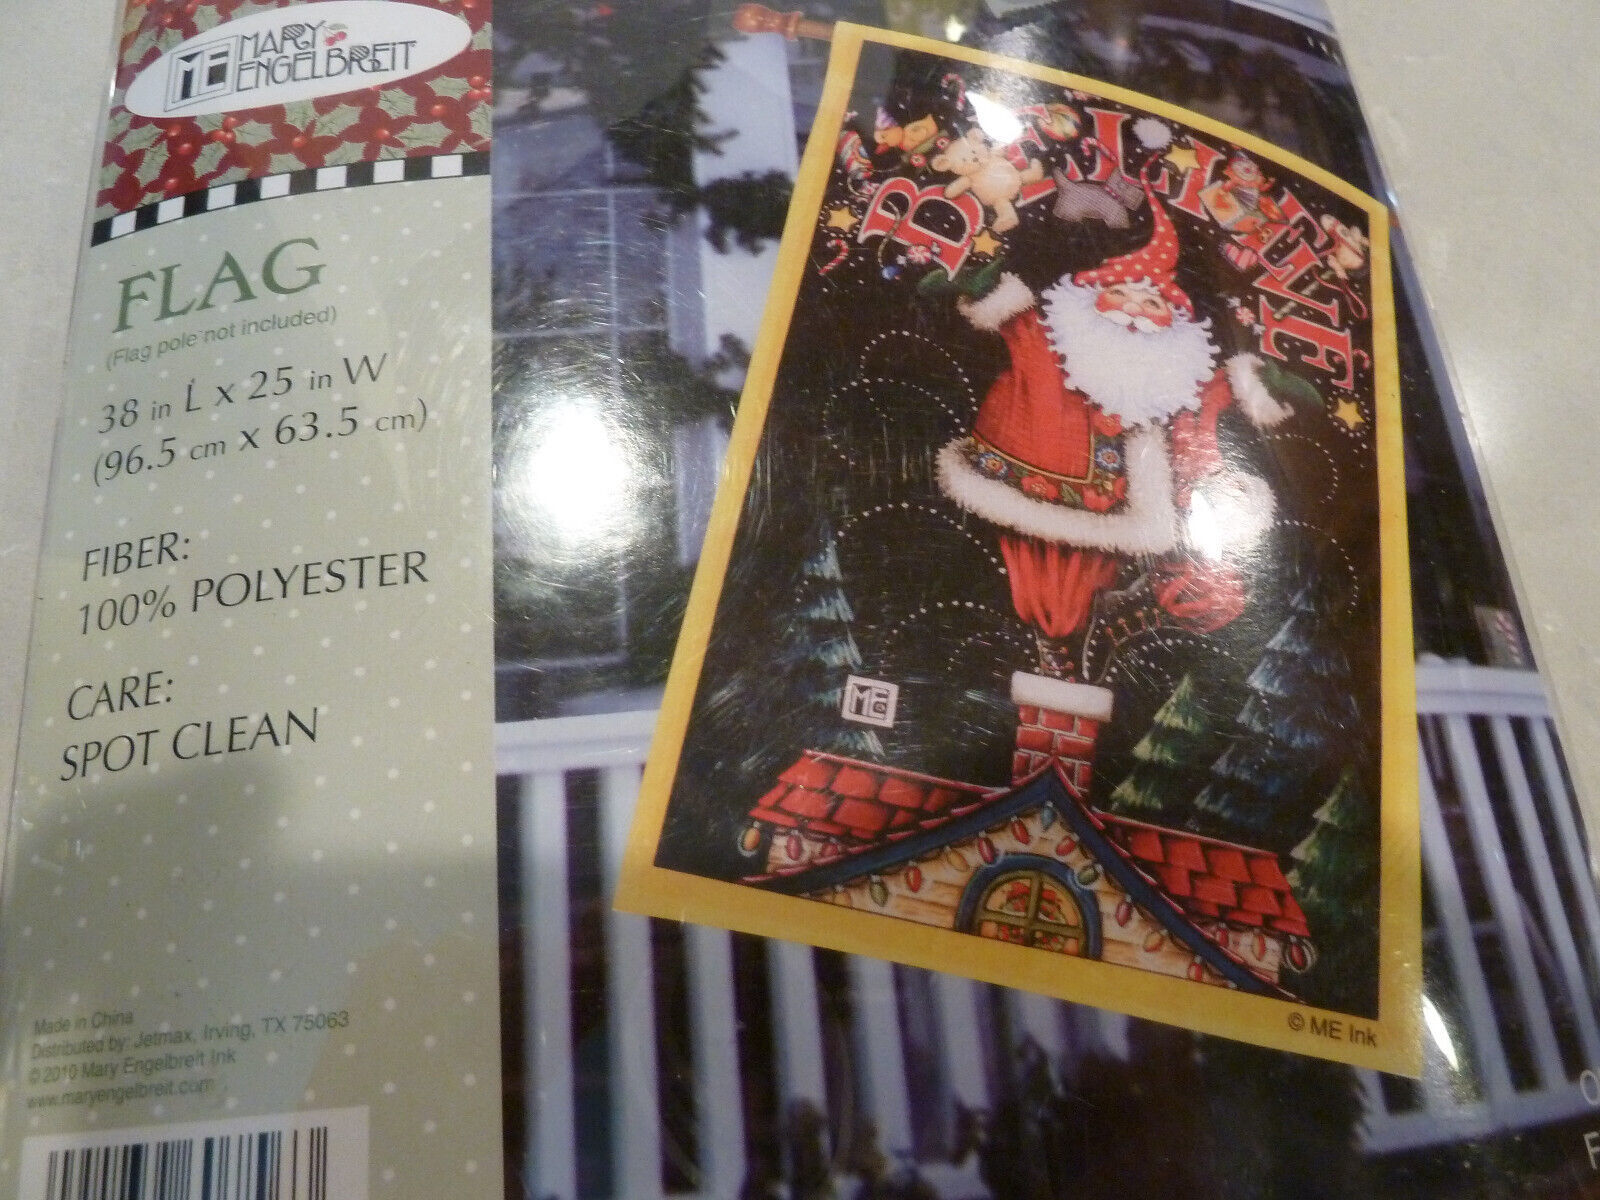 ME MARY
ENGELBREIT
FLAG
(Flag pole not included)
38 in L x 25 in W
(96.5 cm x 63.5 cm)
FIBER:
100% POLYESTER
CARE:
SPOT CLEAN
Made in China
Distributed by: Jetmax, Irving, TX 75063
© 2010 Mary Engelbreit Ink
www.maryengelbreit.com
BELIEVE
ME
© ME Ink